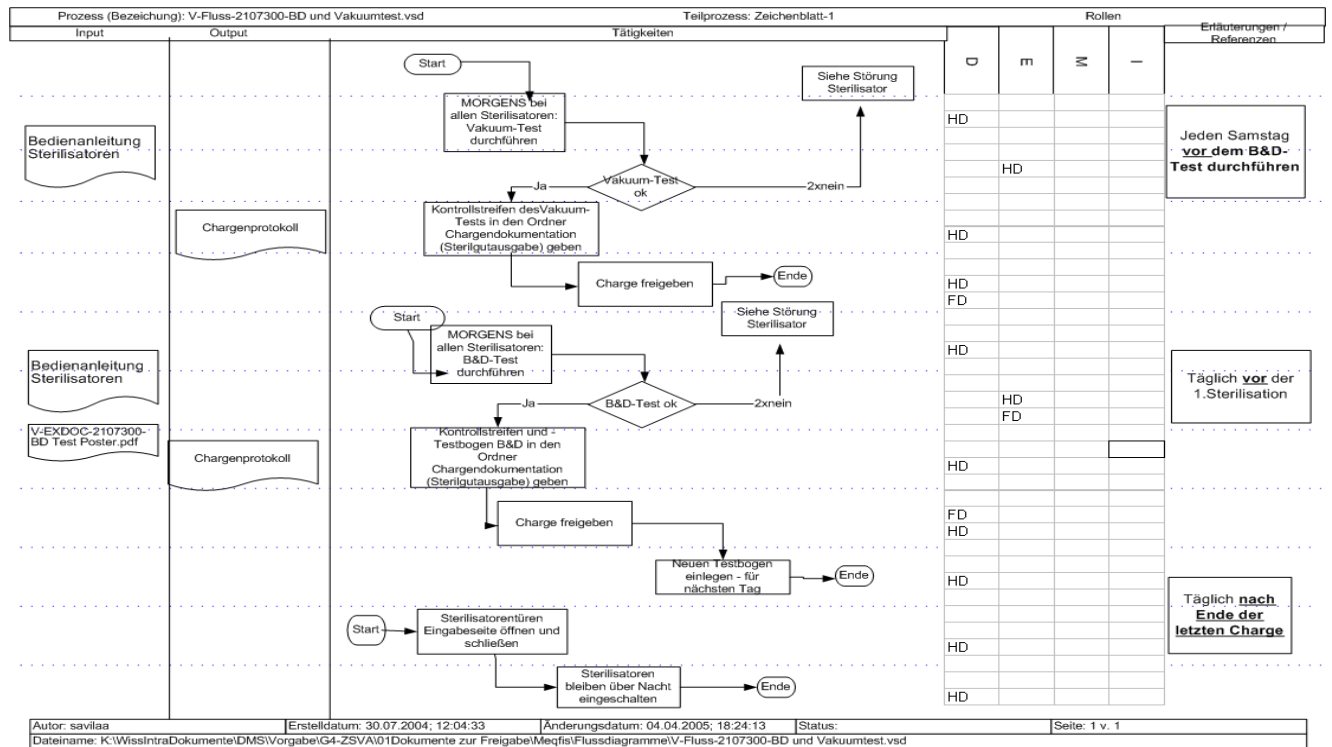 Prozess (Bezeichung): V-Fluss-2107300-BD und Vakuumtest.vsd
Teilprozess: Zeichenblatt-1
Rollen
Input
Output
Tätigkeiten
D
E
M
I
Erläuterungen /
Referenzen
Start
Siehe Störung
Sterilisator
MORGENS bei
allen Sterilisatoren:
Vakuum-Test
durchführen
HD
Jeden Samstag
vor dem B&D-
Test durchführen
Bedienanleitung
Sterilisatoren
Vakuum-Test
ok
Ja
2xnein
HD
Kontrollstreifen desVakuum-
Tests in den Ordner
Chargendokumentation
(Sterilgutausgabe) geben
Chargenprotokoll
HD
Charge freigeben
Ende
HD
FD
Start
Siehe Störung
Sterilisator
MORGENS bei
allen Sterilisatoren:
B&D-Test
durchführen
HD
Bedienanleitung
Sterilisatoren
Täglich vor der
1.Sterilisation
Ja
B&D-Test ok
2xnein
HD
FD
V-EXDOC-2107300-
BD Test Poster.pdf
Kontrollstreifen und -
Testbogen B&D in den
Ordner
Chargendokumentation
(Sterilgutausgabe) geben
Chargenprotokoll
HD
Charge freigeben
FD
HD
Neuen Testbogen
einlegen - für
nächsten Tag
Ende
HD
Täglich nach
Ende der
letzten Charge
Start
Sterilisatorentüren
Eingabeseite öffnen und
schließen
HD
Sterilisatoren
bleiben über Nacht
eingeschalten
Ende
HD
Autor: savilaa
Erstelldatum: 30.07.2004; 12:04:33
Änderungsdatum: 04.04.2005; 18:24:13
Status:
Seite: 1 v. 1
Dateiname: K:\WissIntraDokumente\DMS\Vorgabe\G4-ZSVA\01Dokumente zur Freigabe\Meqfis\Flussdiagramme\V-Fluss-2107300-BD und Vakuumtest.vsd